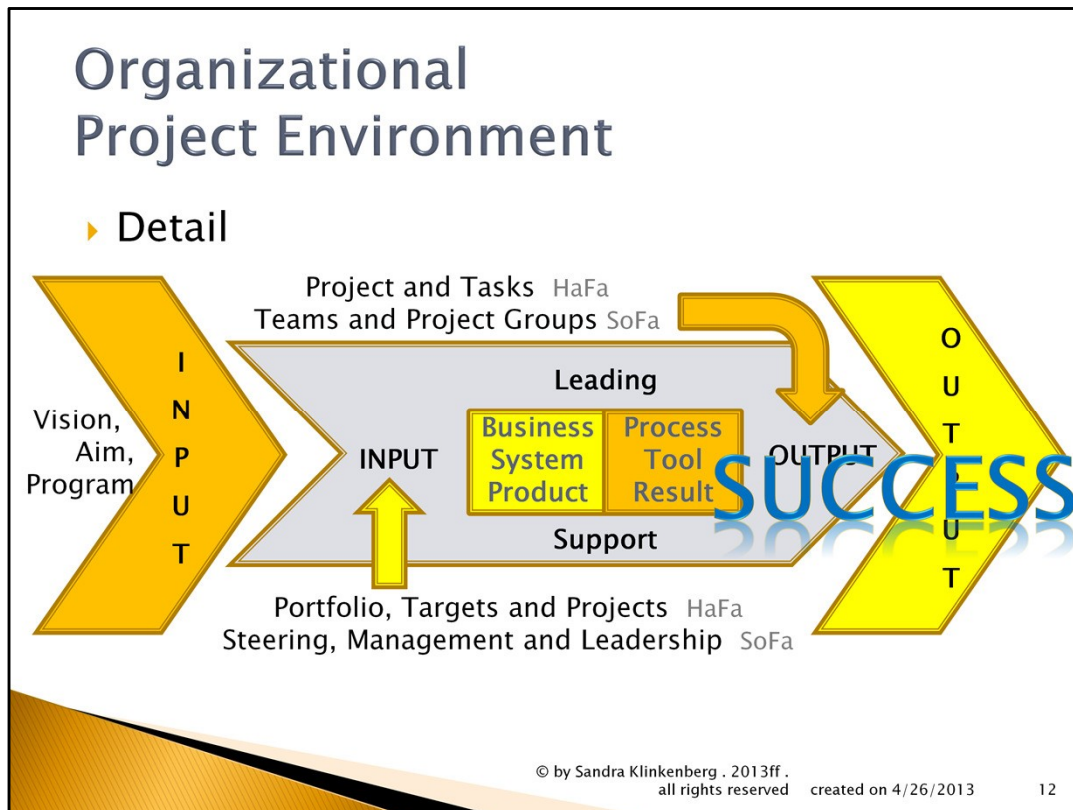 Organizational
Project Environment
Detail
Project and Tasks HaFa
Teams and Project Groups SoFa
Vision,
Aim,
Program
I
N
P
U
T
Leading
INPUT
Business
System
Product
Process
Tool
Result
OUTPUT
Support
SUCCESS
O
U
T
P
U
T
Portfolio, Targets and Projects HaFa
Steering, Management and Leadership SoFa
© by Sandra Klinkenberg . 2013ff .
all rights reserved created on 4/26/2013 12